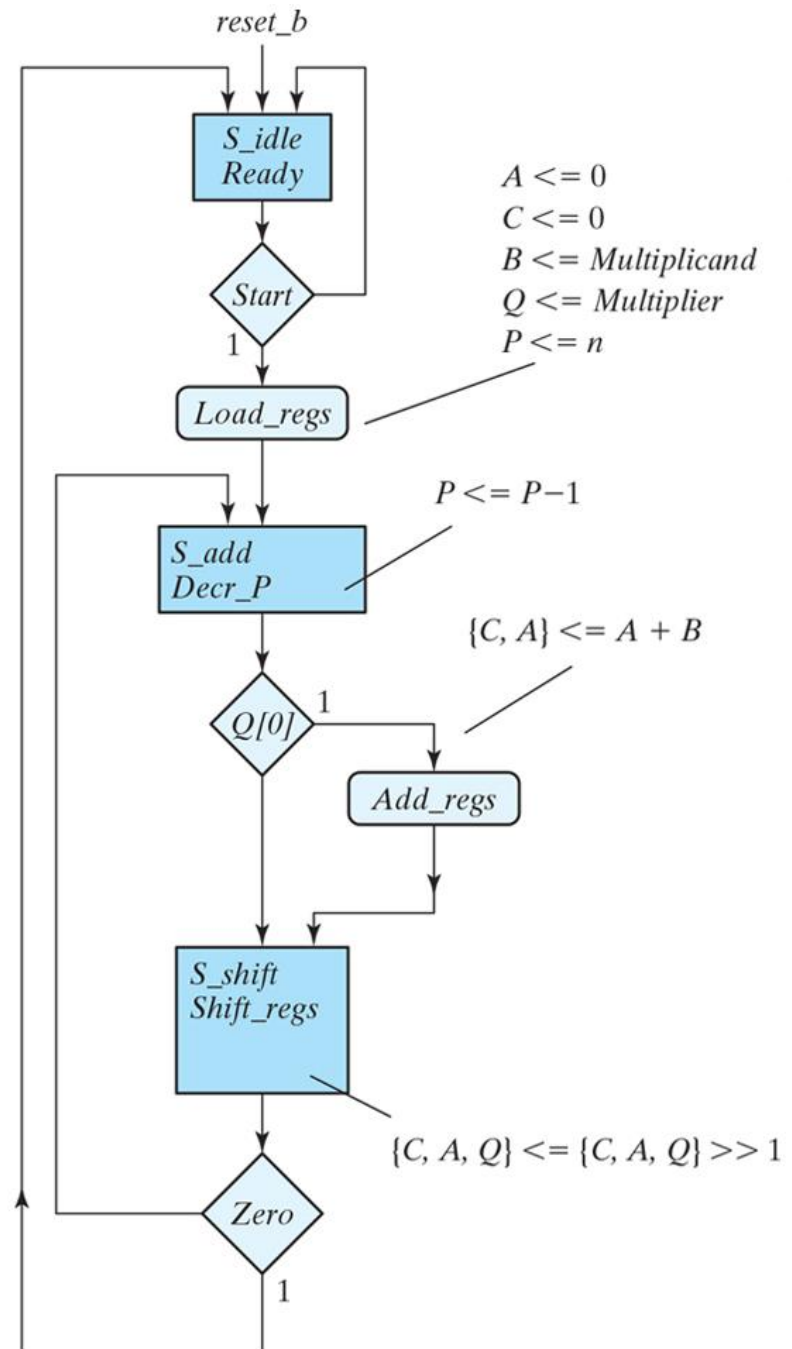 reset_b
S_idle
Ready
A <= 0
C <= 0
B <= Multiplicand
Start
Q <= Multiplier
1
P <= n
Load_regs
P <= P−1
S_add
Decr_P
{C, A} <= A + B
1
Q[0]
Add_regs
S_shift
Shift_regs
{C, A, Q} <= {C, A, Q} >> 1
Zero
1